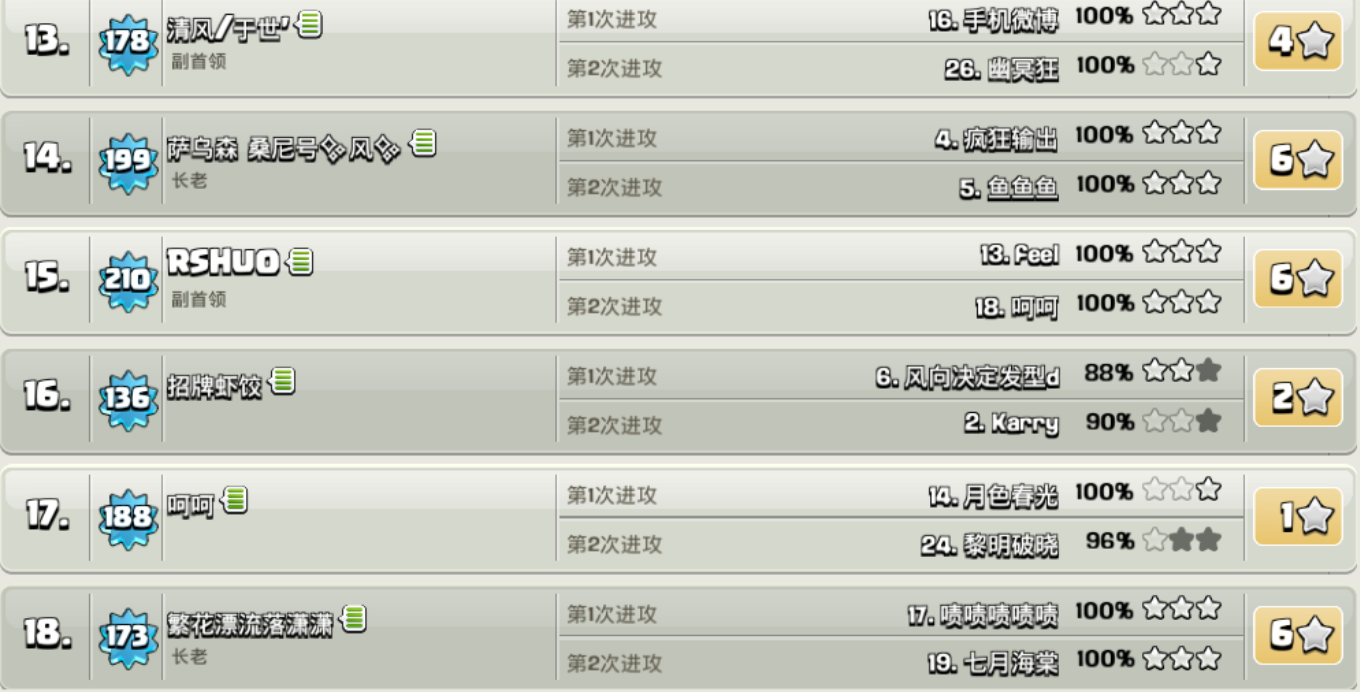 13. 178 清风/于世' 副首领 第1次进攻 16. 手机微博 100% 4
第2次进攻 26. 幽冥狂 100%
14. 199 萨乌森 桑尼号༺风༻ 长老 第1次进攻 4. 疯狂输出 100% 6
第2次进攻 5. 鱼鱼鱼 100%
15. 210 RSHUO 副首领 第1次进攻 13. feel 100% 6
第2次进攻 18. 呵呵 100%
16. 136 招牌虾饺 第1次进攻 6. 风向决定发型d 88% 2
第2次进攻 2. Karry 90%
17. 188 呵呵 第1次进攻 14. 月色春光 100% 1
第2次进攻 24. 黎明破晓 96%
18. 173 繁花漂流落潇潇 长老 第1次进攻 17. 啧啧啧啧啧 100% 6
第2次进攻 19. 七月海棠 100%